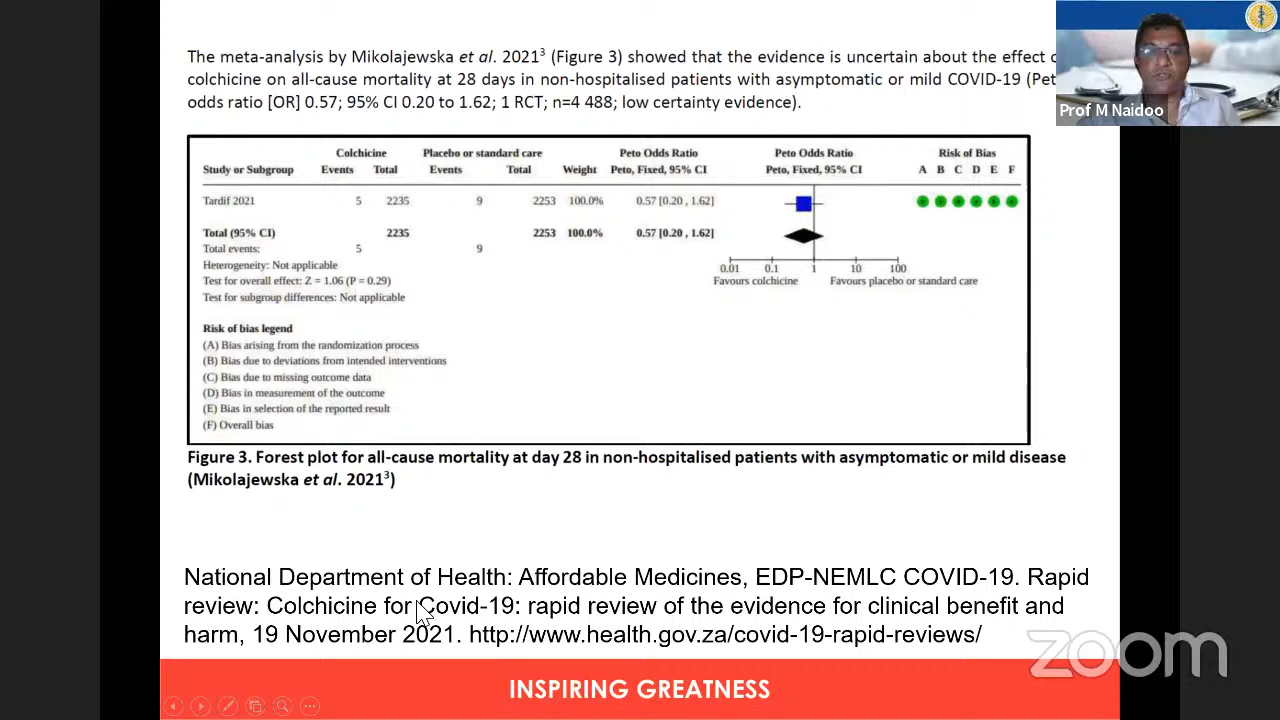 The meta-analysis by Mikolajewska et al. 2021³ (Figure 3) showed that the evidence is uncertain about the effect
colchicine on all-cause mortality at 28 days in non-hospitalised patients with asymptomatic or mild COVID-19 (Pet
odds ratio [OR] 0.57; 95% CI 0.20 to 1.62; 1 RCT; n=4 488; low certainty evidence).
Prof M Naidoo
Colchicine Placebo or standard care Peto Odds Ratio Peto Odds Ratio Risk of Bias
Study or Subgroup Events Total Events Total Weight Peto, Fixed, 95% CI Peto, Fixed, 95% CI A B C D E F
Tardif 2021 5 2235 9 2253 100.0% 0.57 [0.20 , 1.62]
Total (95% CI) 2235 2253 100.0% 0.57 [0.20 , 1.62]
Total events: 5 9
Heterogeneity: Not applicable
0.01 0.1 1 10 100
Test for overall effect: Z = 1.06 (P = 0.29)
Favours colchicine Favours placebo or standard care
Test for subgroup differences: Not applicable
Risk of bias legend
(A) Bias arising from the randomization process
(B) Bias due to deviations from intended interventions
(C) Bias due to missing outcome data
(D) Bias in measurement of the outcome
(E) Bias in selection of the reported result
(F) Overall bias
Figure 3. Forest plot for all-cause mortality at day 28 in non-hospitalised patients with asymptomatic or mild disease
(Mikolajewska et al. 2021³)
National Department of Health: Affordable Medicines, EDP-NEMLC COVID-19. Rapid
review: Colchicine for Covid-19: rapid review of the evidence for clinical benefit and
harm, 19 November 2021. http://www.health.gov.za/covid-19-rapid-reviews/
zoom
INSPIRING GREATNESS